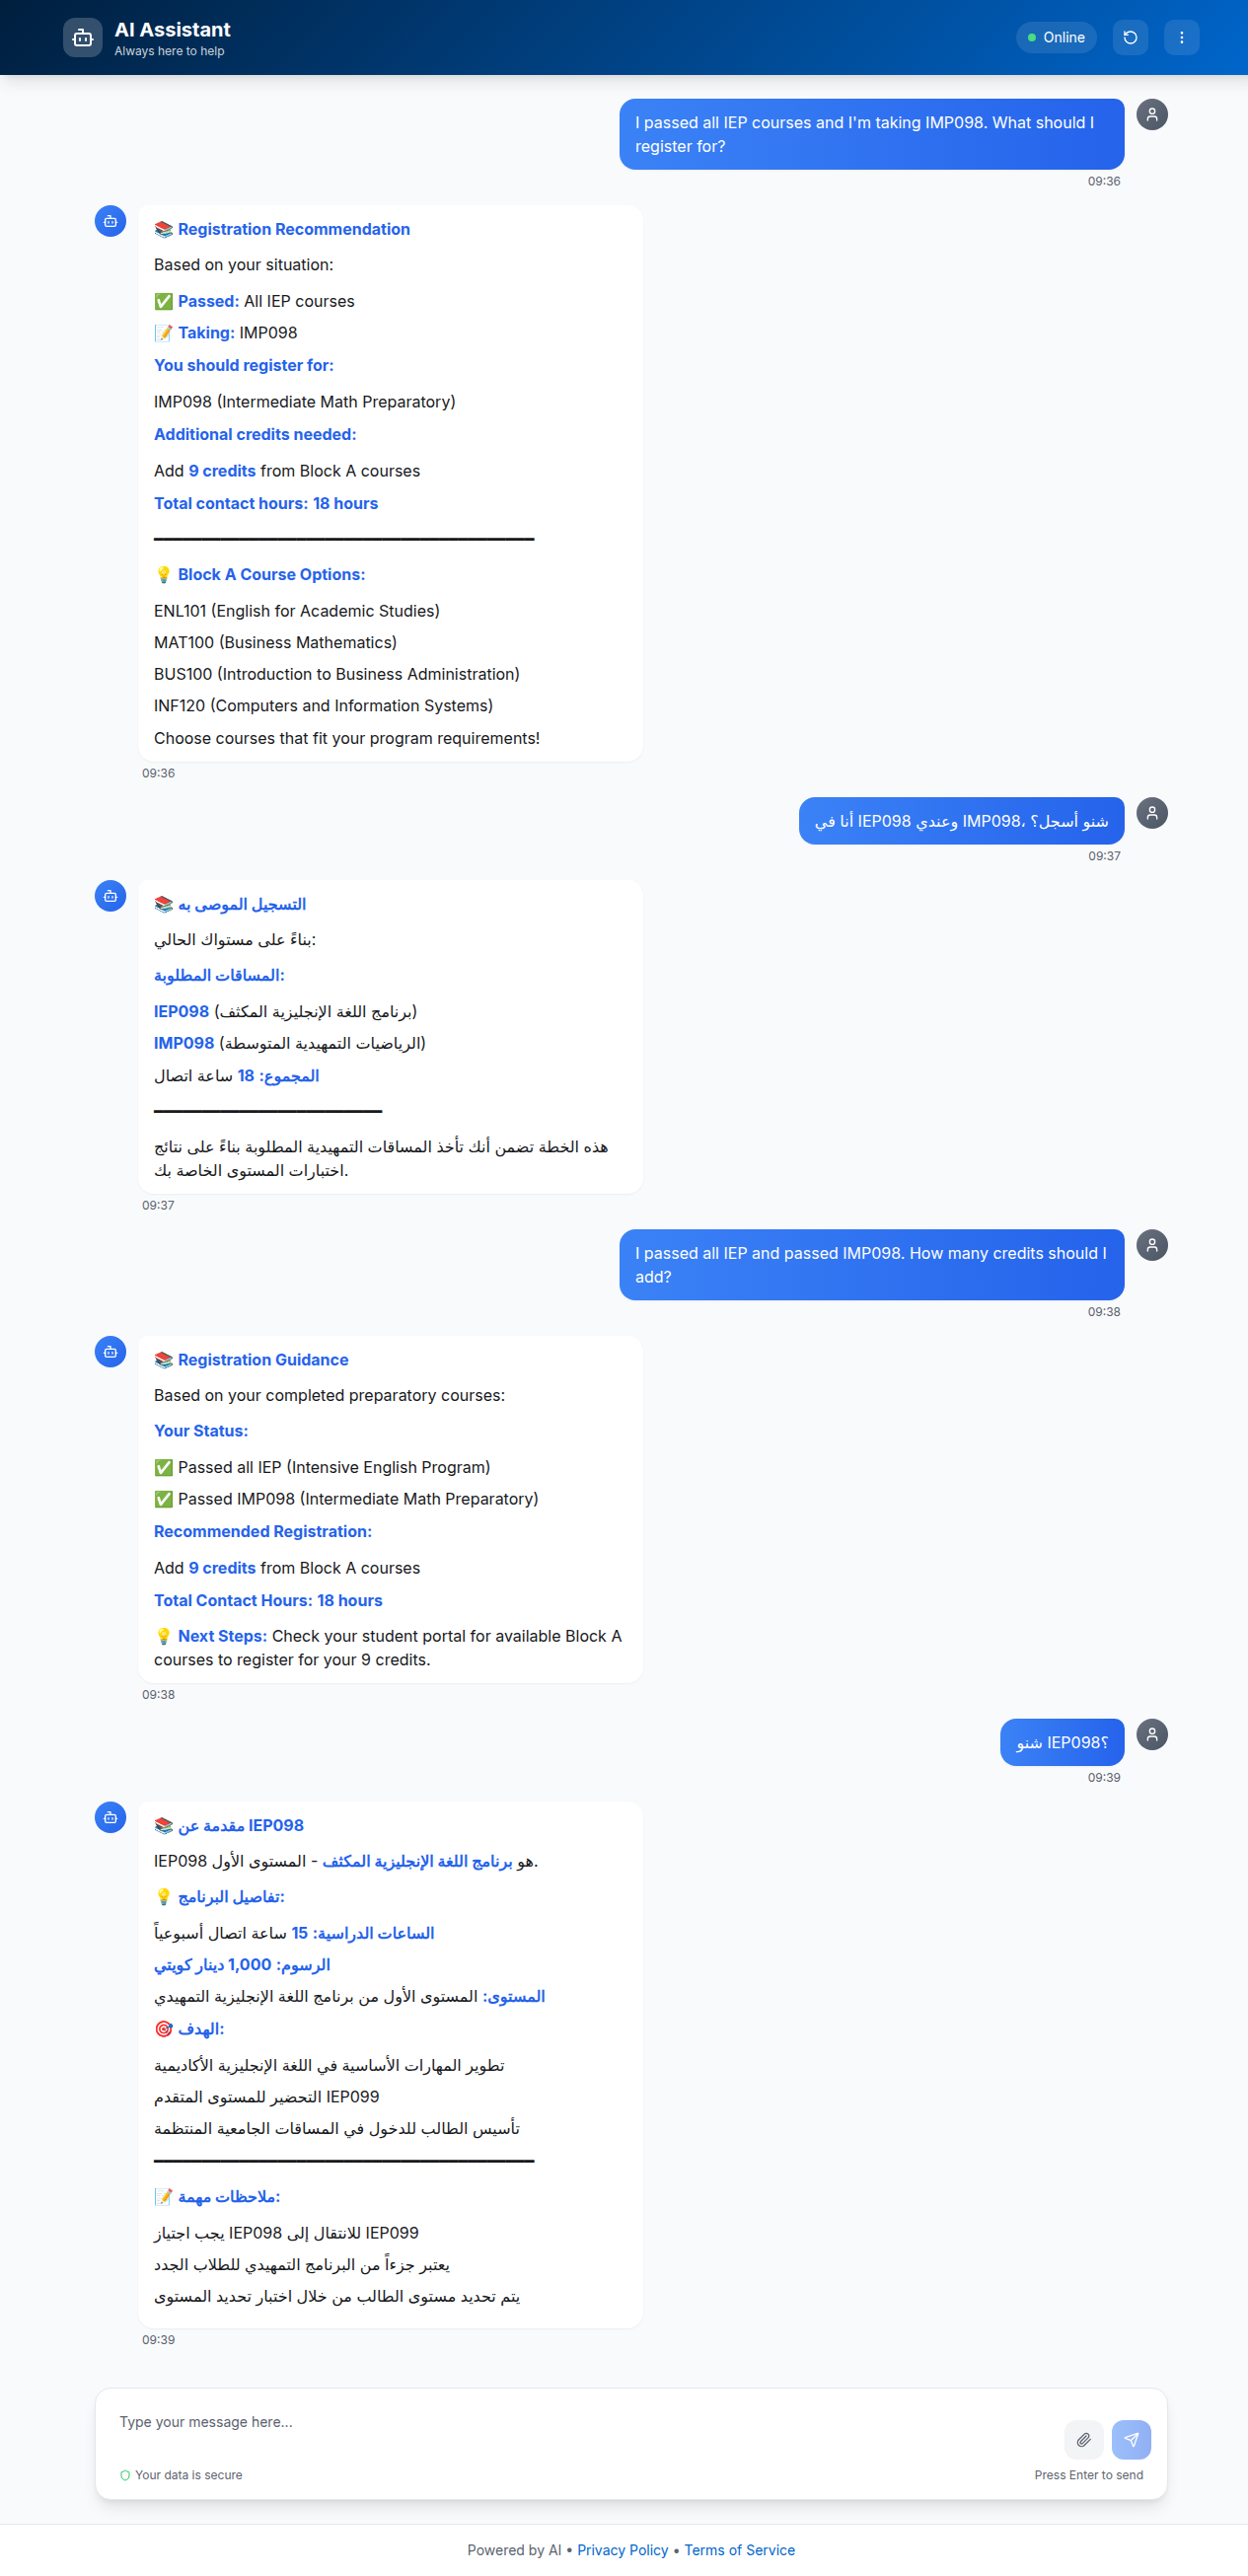 AI Assistant
Always here to help
Online
I passed all IEP courses and I'm taking IMP098. What should I
register for?
09:36
📚 Registration Recommendation
Based on your situation:
✅ Passed: All IEP courses
📝 Taking: IMP098
You should register for:
IMP098 (Intermediate Math Preparatory)
Additional credits needed:
Add 9 credits from Block A courses
Total contact hours: 18 hours
━━━━━━━━━━━━━━━━━━━━
💡 Block A Course Options:
ENL101 (English for Academic Studies)
MAT100 (Business Mathematics)
BUS100 (Introduction to Business Administration)
INF120 (Computers and Information Systems)
Choose courses that fit your program requirements!
09:36
أنا في IEP098 وعندي IMP098، شنو أسجل؟
09:37
📚 التسجيل الموصى به
بناءً على مستواك الحالي:
المساقات المطلوبة:
IEP098 (برنامج اللغة الإنجليزية المكثف)
IMP098 (الرياضيات التمهيدية المتوسطة)
المجموع: 18 ساعة اتصال
━━━━━━━━━━━━
هذه الخطة تضمن أنك تأخذ المساقات التمهيدية المطلوبة بناءً على نتائج
اختبارات المستوى الخاصة بك.
09:37
I passed all IEP and passed IMP098. How many credits should I
add?
09:38
📚 Registration Guidance
Based on your completed preparatory courses:
Your Status:
✅ Passed all IEP (Intensive English Program)
✅ Passed IMP098 (Intermediate Math Preparatory)
Recommended Registration:
Add 9 credits from Block A courses
Total Contact Hours: 18 hours
💡 Next Steps: Check your student portal for available Block A
courses to register for your 9 credits.
09:38
شنو IEP098؟
09:39
📚 مقدمة عن IEP098
IEP098 هو برنامج اللغة الإنجليزية المكثف - المستوى الأول.
💡 تفاصيل البرنامج:
الساعات الدراسية: 15 ساعة اتصال أسبوعياً
الرسوم: 1,000 دينار كويتي
المستوى: المستوى الأول من برنامج اللغة الإنجليزية التمهيدي
🎯 الهدف:
تطوير المهارات الأساسية في اللغة الإنجليزية الأكاديمية
التحضير للمستوى المتقدم IEP099
تأسيس الطالب للدخول في المساقات الجامعية المنتظمة
━━━━━━━━━━━━━━━━━━━━
📝 ملاحظات مهمة:
يجب اجتياز IEP098 للانتقال إلى IEP099
يعتبر جزءاً من البرنامج التمهيدي للطلاب الجدد
يتم تحديد مستوى الطالب من خلال اختبار تحديد المستوى
09:39
Type your message here...
Your data is secure
Press Enter to send
Powered by AI • Privacy Policy • Terms of Service